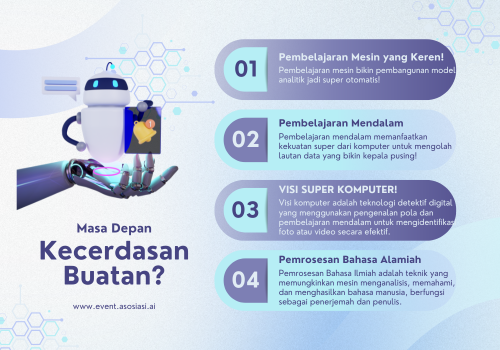 01
Pembelajaran Mesin yang Keren!
Pembelajaran mesin bikin pembangunan model
analitik jadi super otomatis!
02
Pembelajaran Mendalam
Pembelajaran mendalam memanfaatkan
kekuatan super dari komputer untuk mengolah
lautan data yang bikin kepala pusing!
03
VISI SUPER KOMPUTER!
Visi komputer adalah teknologi detektif digital
yang menggunakan pengenalan pola dan
pembelajaran mendalam untuk mengidentifikasi
foto atau video secara efektif.
04
Pemrosesan Bahasa Alamiah
Pemrosesan Bahasa Ilmiah adalah teknik yang
memungkinkan mesin menganalisis, memahami,
dan menghasilkan bahasa manusia, berfungsi
sebagai penerjemah dan penulis.
Masa Depan
Kecerdasan
Buatan?
www.event.asosiasi.ai